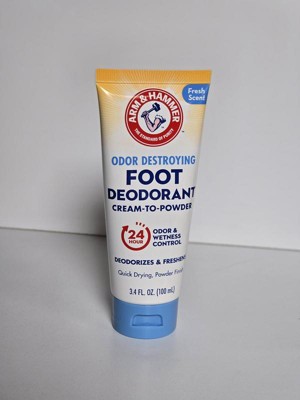 Fresh
Scent
ARM & HAMMER
THE STANDARD OF PURITY
ODOR DESTROYING
FOOT
DEODORANT
CREAM-TO-POWDER
24
HOUR
ODOR &
WETNESS
CONTROL
DEODORIZES & FRESHENS
Quick Drying, Powder Finish
3.4 FL. OZ. (100 mL)